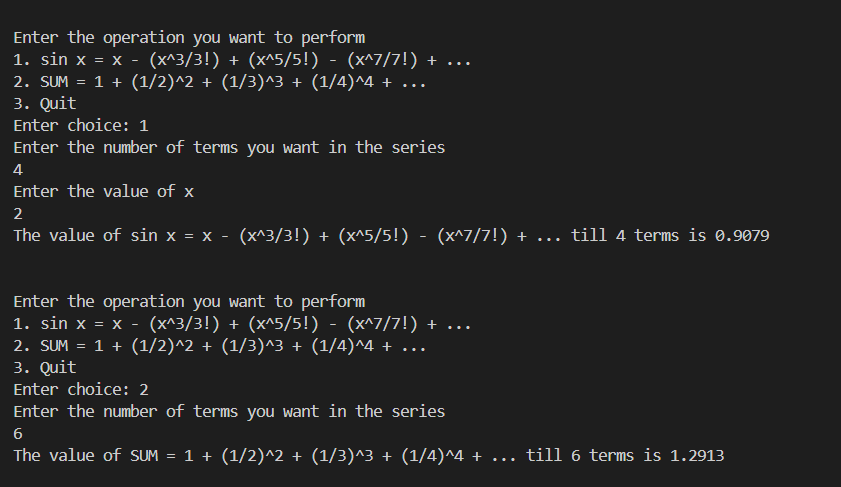 Enter the operation you want to perform
1. sin x = x - (x^3/3!) + (x^5/5!) - (x^7/7!) + ...
2. SUM = 1 + (1/2)^2 + (1/3)^3 + (1/4)^4 + ...
3. Quit
Enter choice: 1
Enter the number of terms you want in the series
4
Enter the value of x
2
The value of sin x = x - (x^3/3!) + (x^5/5!) - (x^7/7!) + ... till 4 terms is 0.9079
Enter the operation you want to perform
1. sin x = x - (x^3/3!) + (x^5/5!) - (x^7/7!) + ...
2. SUM = 1 + (1/2)^2 + (1/3)^3 + (1/4)^4 + ...
3. Quit
Enter choice: 2
Enter the number of terms you want in the series
6
The value of SUM = 1 + (1/2)^2 + (1/3)^3 + (1/4)^4 + ... till 6 terms is 1.2913